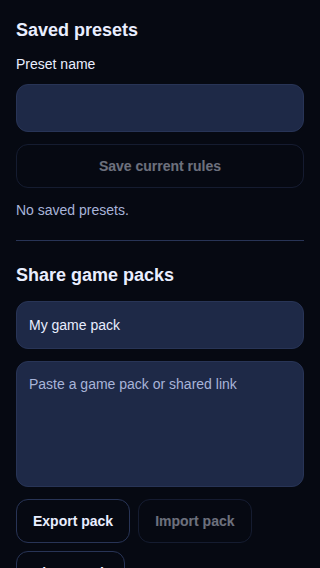 Saved presets
Preset name
Save current rules
No saved presets.
Share game packs
My game pack
Paste a game pack or shared link
Export pack
Import pack